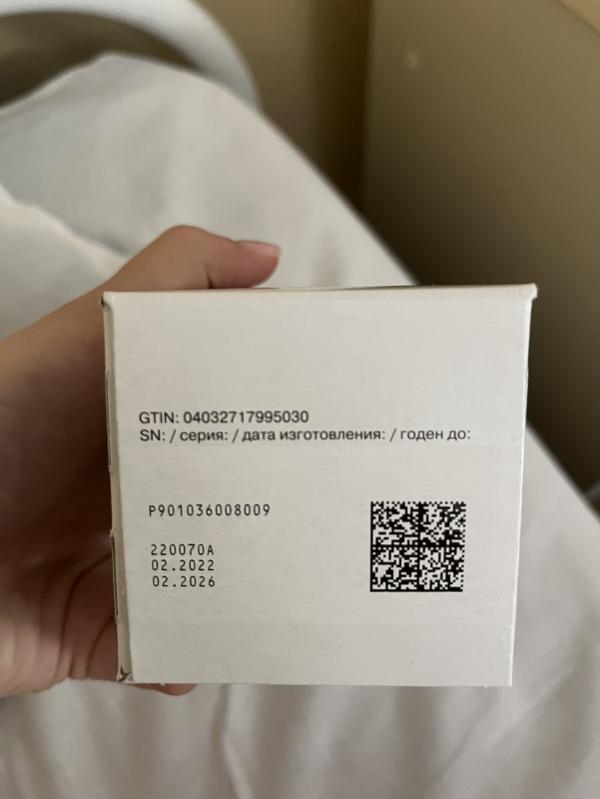 GTIN: 04032717995030
SN: / серия: / дата изготовления: / годен до:
P901036008009
220070A
02.2022
02.2026